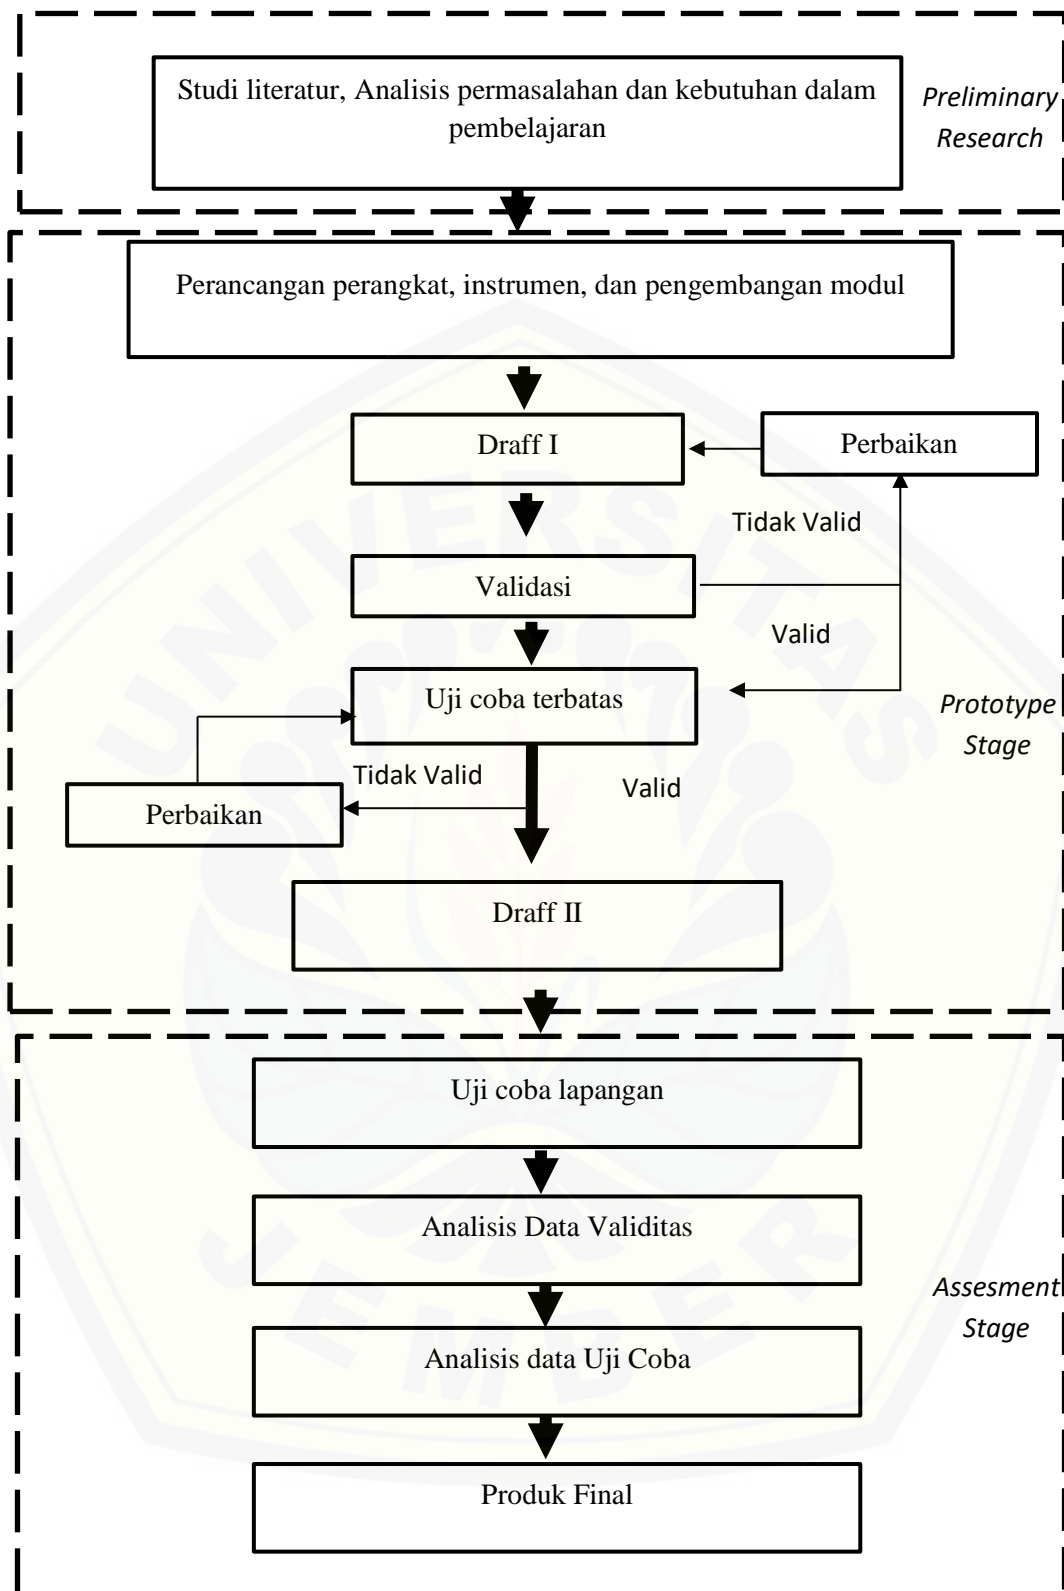 Studi literatur, Analisis permasalahan dan kebutuhan dalam
pembelajaran
Preliminary
Research
Perancangan perangkat, instrumen, dan pengembangan modul
Draff I
Perbaikan
Tidak Valid
Validasi
Valid
Uji coba terbatas
Prototype
Stage
Tidak Valid
Valid
Perbaikan
Draff II
Uji coba lapangan
Analisis Data Validitas
Assesment
Stage
Analisis data Uji Coba
Produk Final
UNIVERSITAS
JEMBER